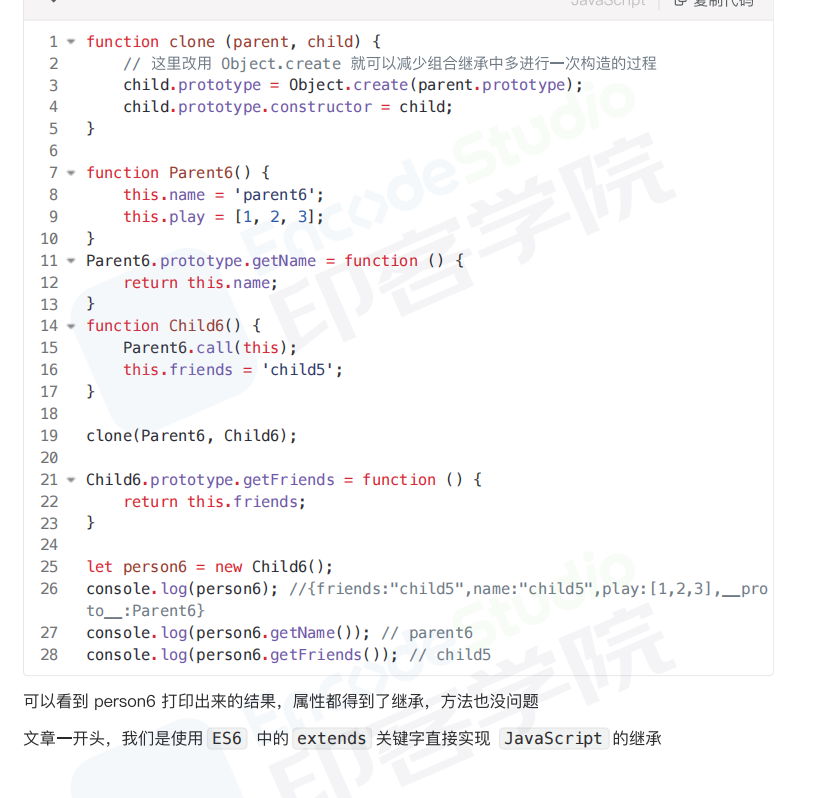 JavaScript 复制代码
1 function clone (parent, child) {
2 // 这里改用 Object.create 就可以减少组合继承中多进行一次构造的过程
3 child.prototype = Object.create(parent.prototype);
4 child.prototype.constructor = child;
5 }
6
7 function Parent6() {
8 this.name = 'parent6';
9 this.play = [1, 2, 3];
10 }
11 Parent6.prototype.getName = function () {
12 return this.name;
13 }
14 function Child6() {
15 Parent6.call(this);
16 this.friends = 'child5';
17 }
18
19 clone(Parent6, Child6);
20
21 Child6.prototype.getFriends = function () {
22 return this.friends;
23 }
24
25 let person6 = new Child6();
26 console.log(person6); //{friends:"child5",name:"child5",play:[1,2,3],__pro
to__:Parent6}
27 console.log(person6.getName()); // parent6
28 console.log(person6.getFriends()); // child5
可以看到 person6 打印出来的结果，属性都得到了继承，方法也没问题
文章一开头，我们是使用 ES6 中的 extends 关键字直接实现 JavaScript 的继承
EncodeStudio
印客学院
EncodeStudio
印客学院